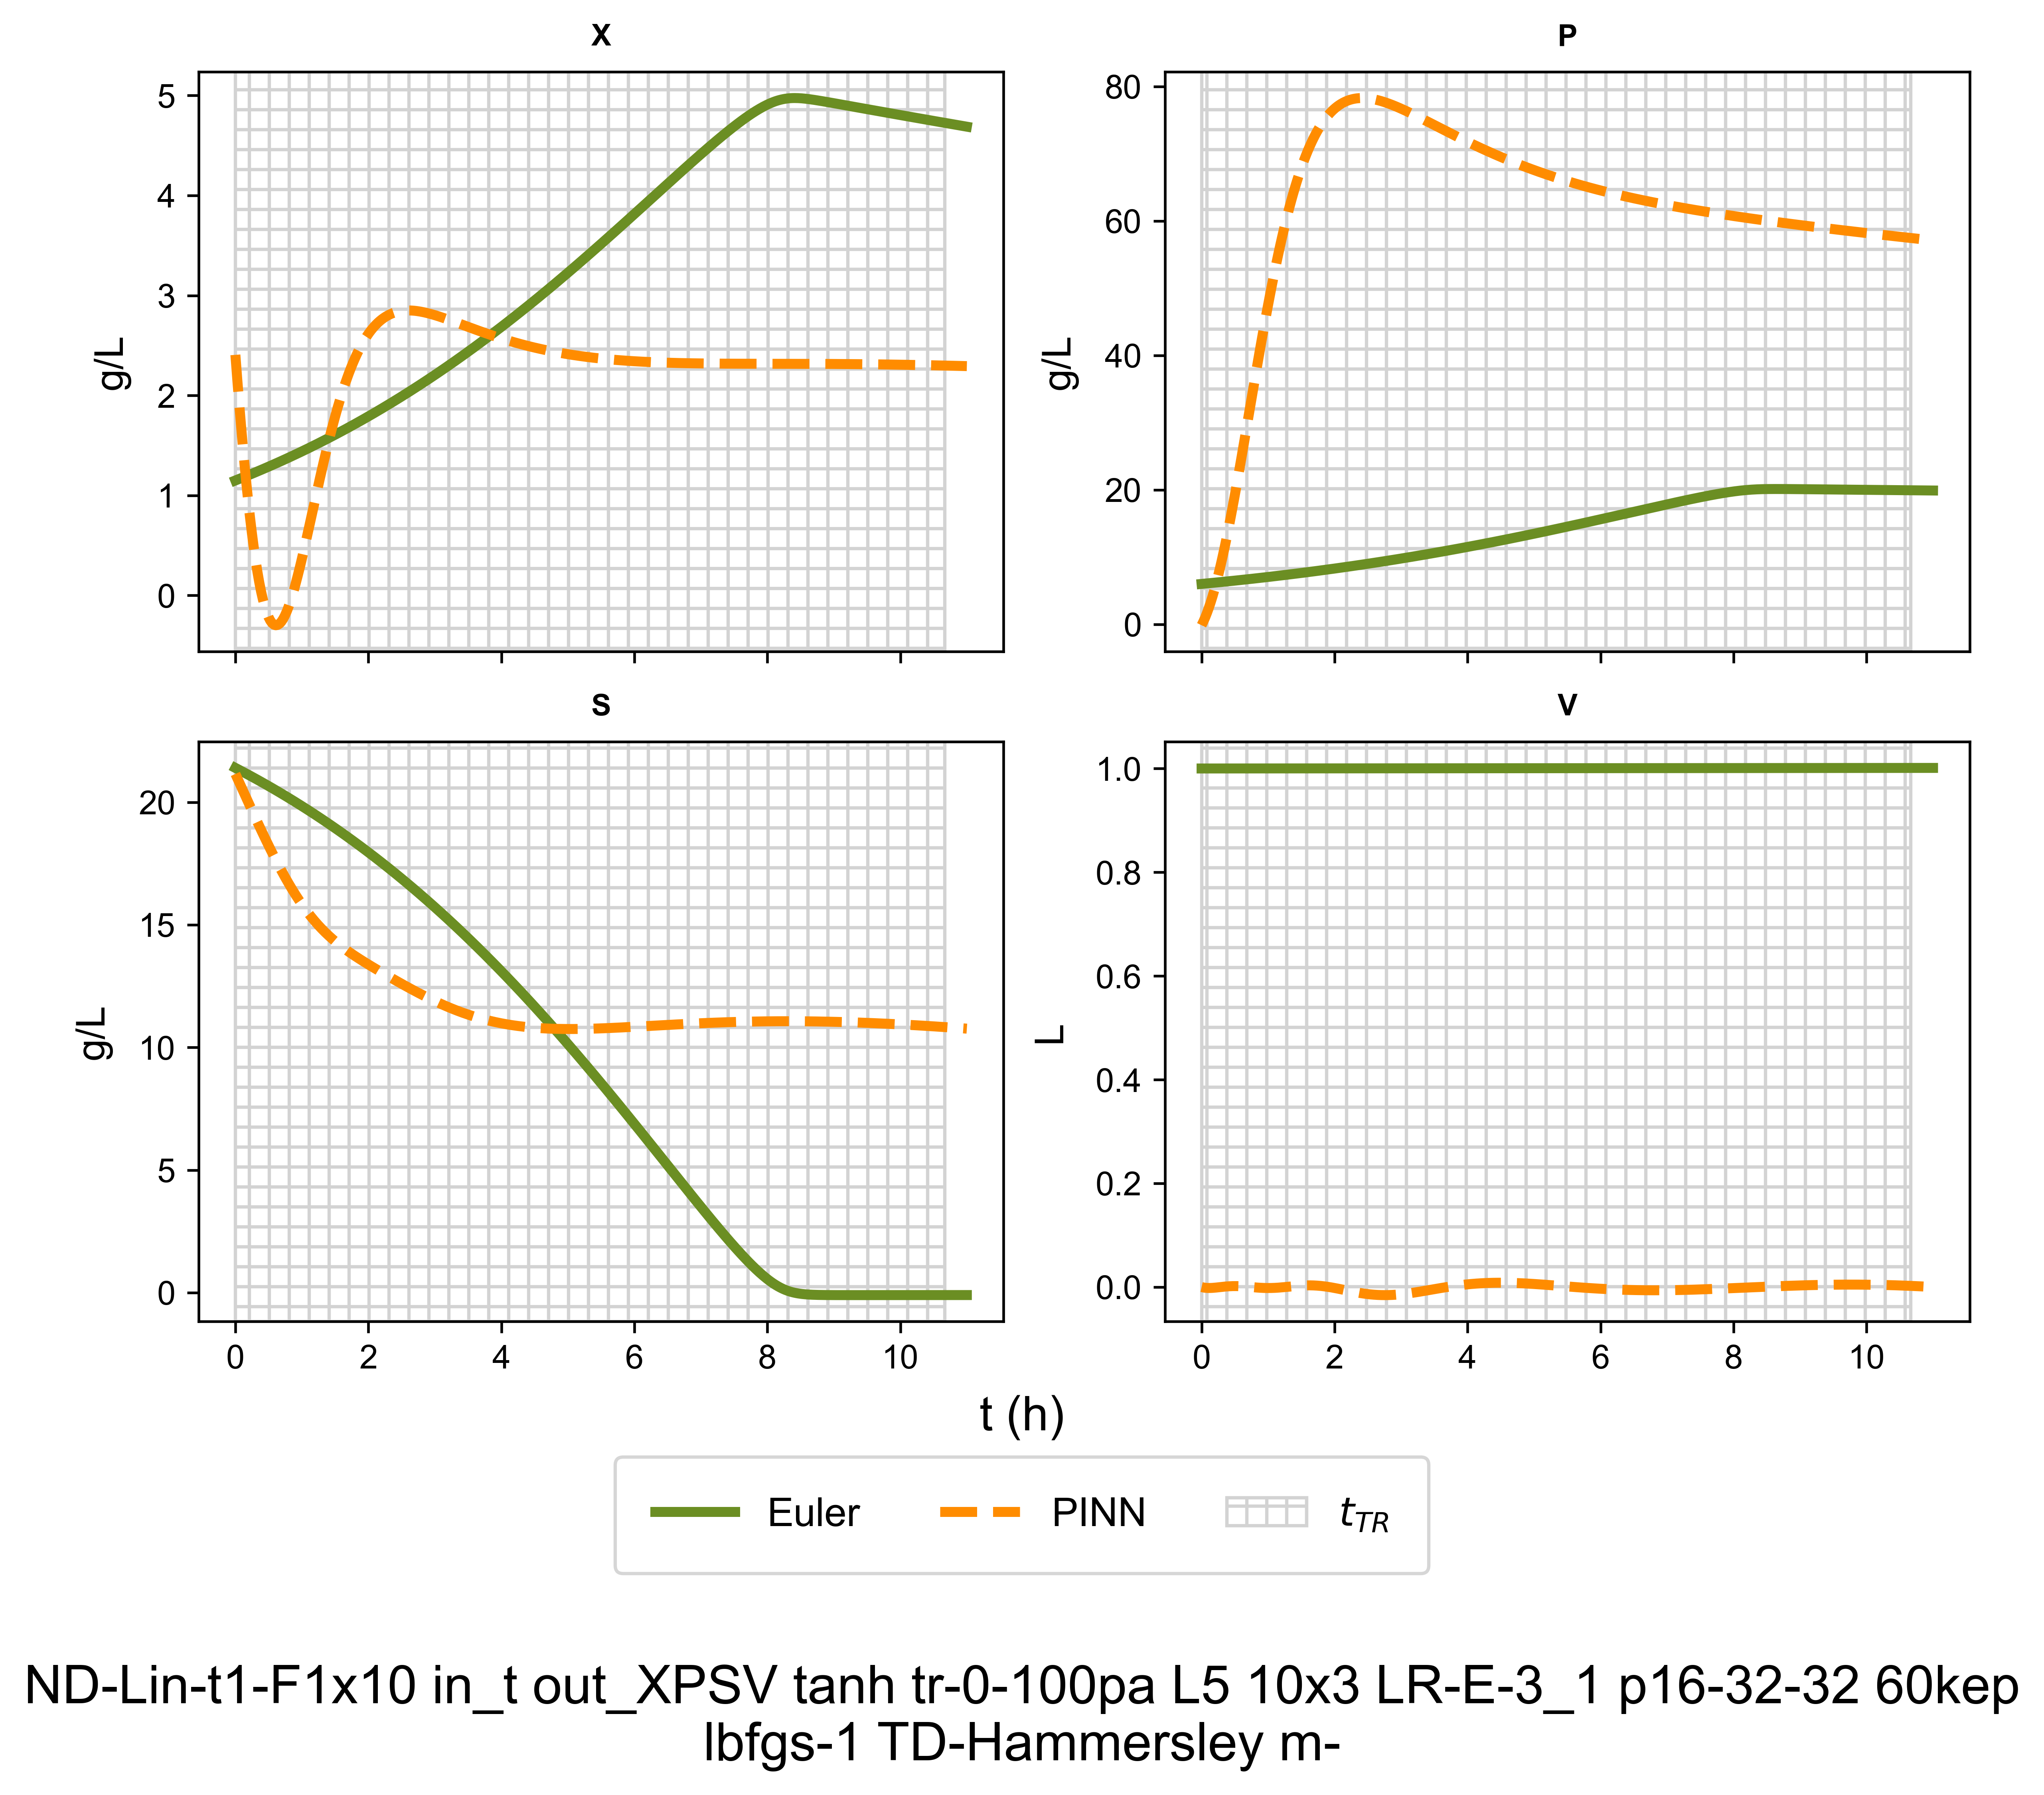 X
P
5
4
3
2
1
0
g/L
80
60
40
20
0
g/L
S
V
20
15
10
5
0
g/L
0 2 4 6 8 10
1.0
0.8
0.6
0.4
0.2
0.0
L
0 2 4 6 8 10
t (h)
Euler PINN t_TR
ND-Lin-t1-F1x10 in_t out_XPSV tanh tr-0-100pa L5 10x3 LR-E-3_1 p16-32-32 60kep
lbfgs-1 TD-Hammersley m-